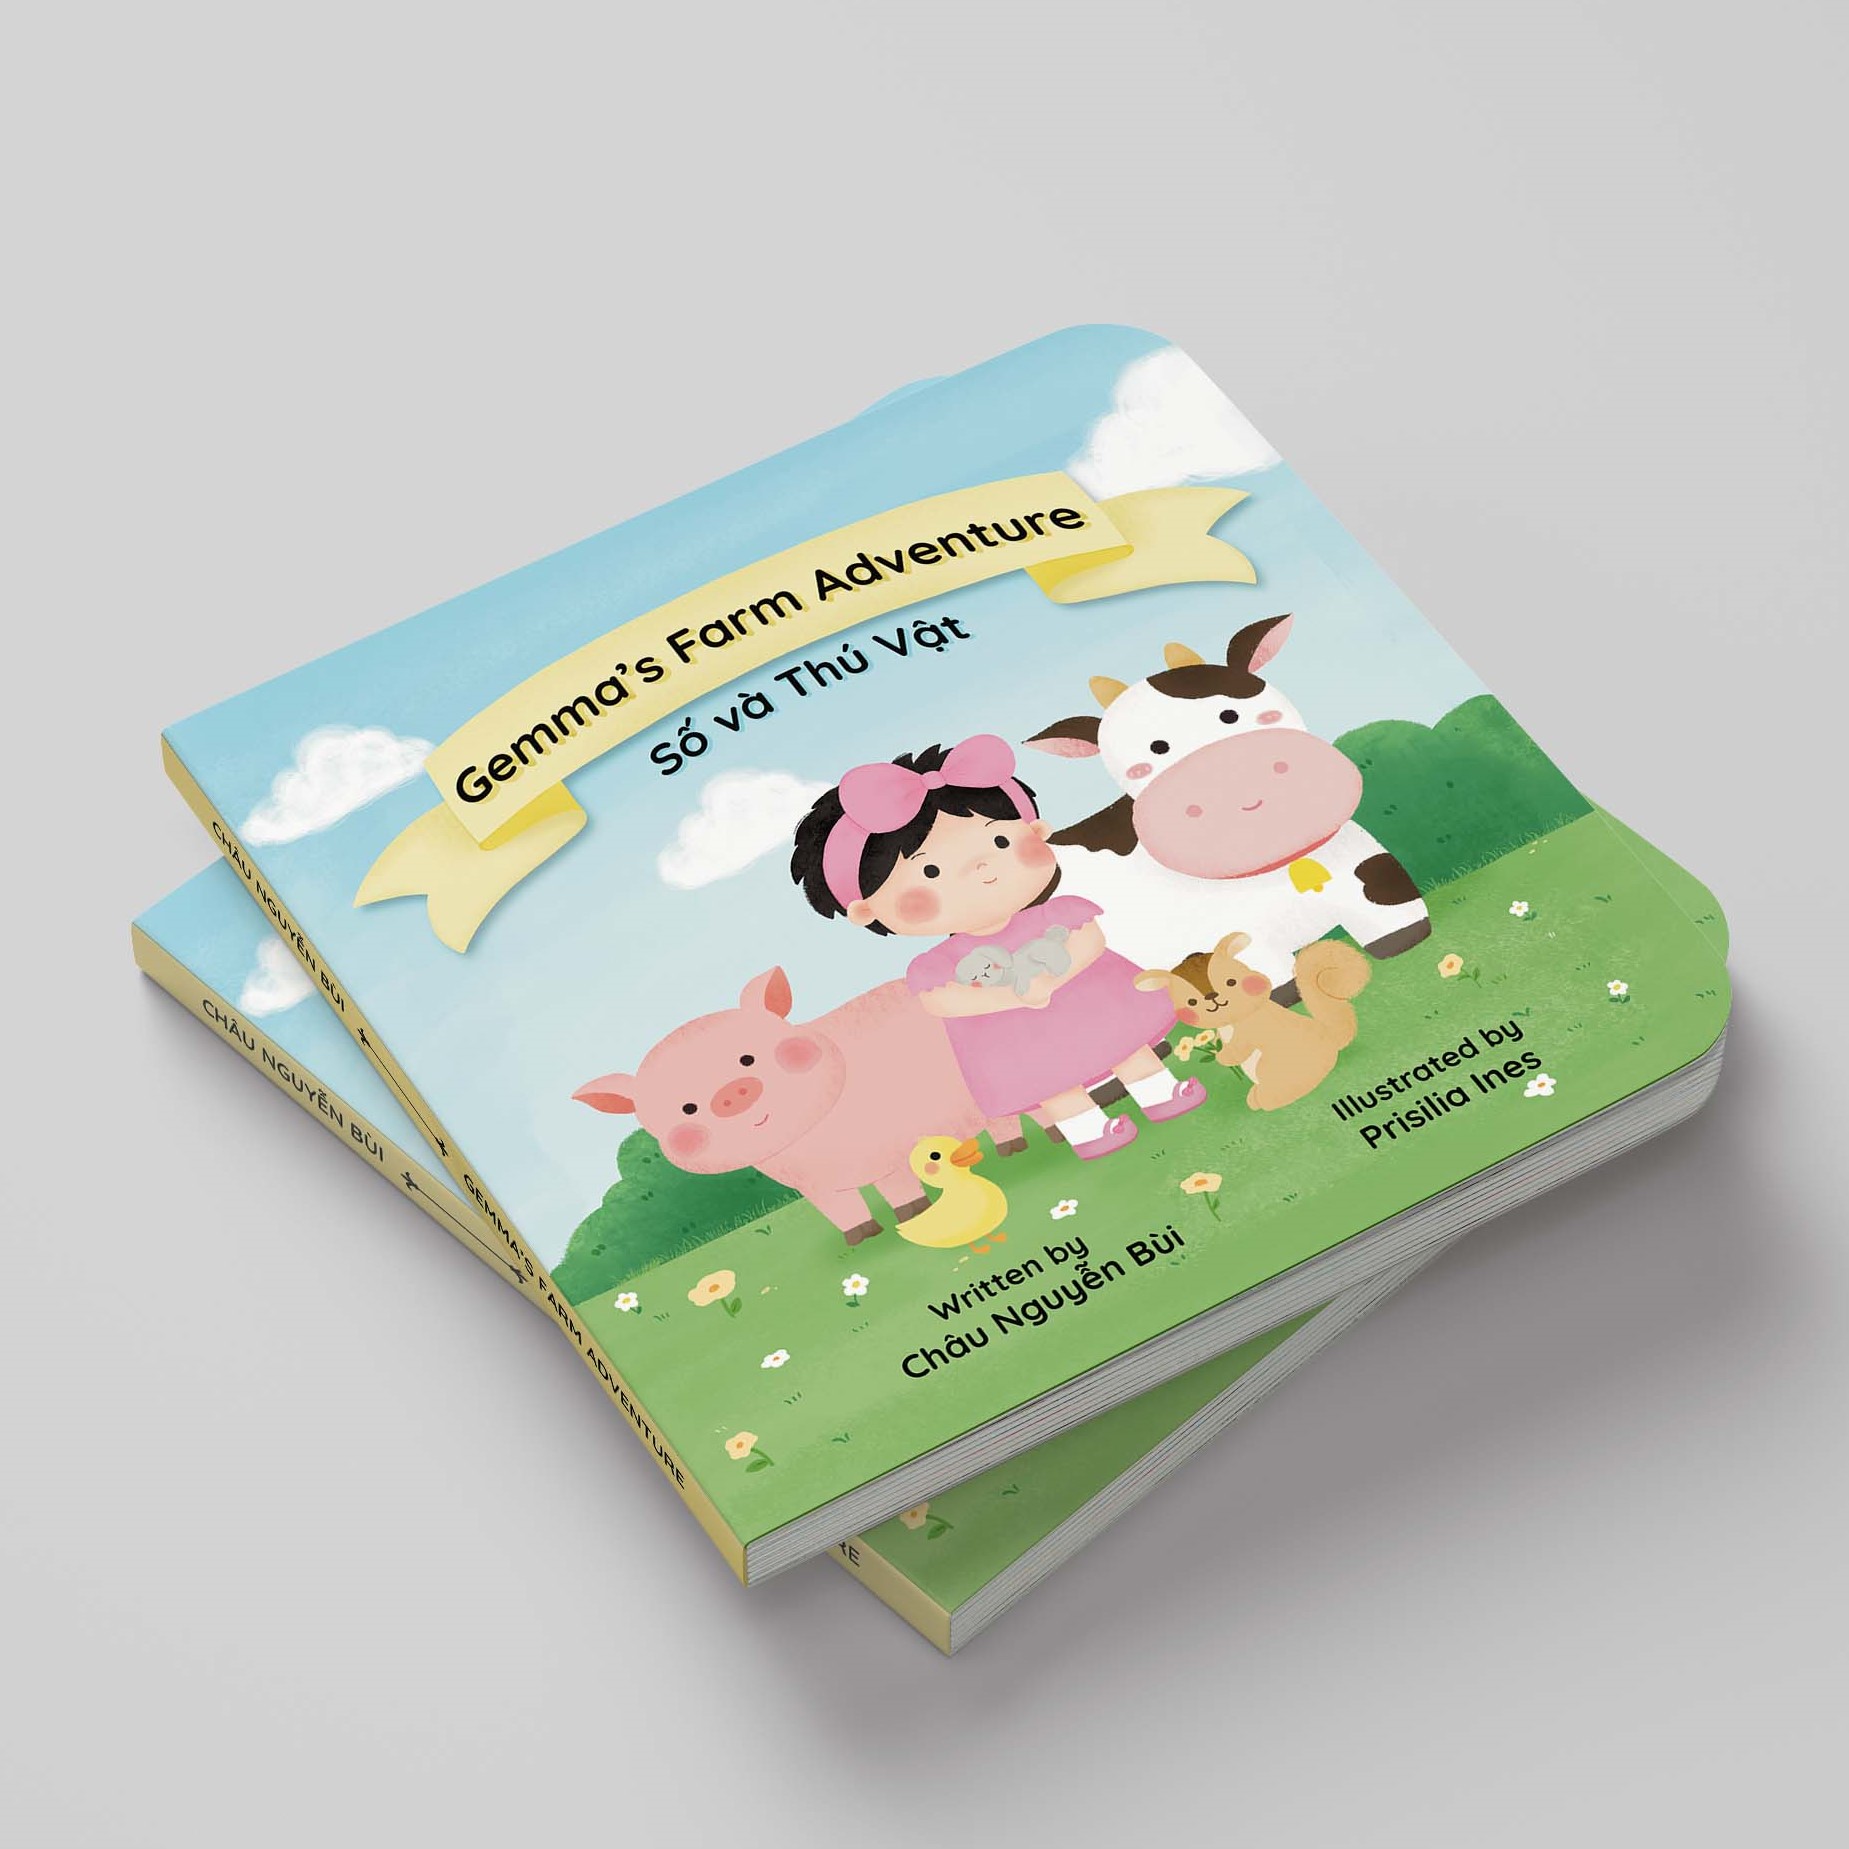 Gemma's Farm Adventure
Số và Thú Vật
Written by
Châu Nguyễn Bùi
Illustrated by
Prisilia Ines
CHÂU NGUYỄN BÙI
GEMMA'S FARM ADVENTURE
CHÂU NGUYỄN BÙI
RE